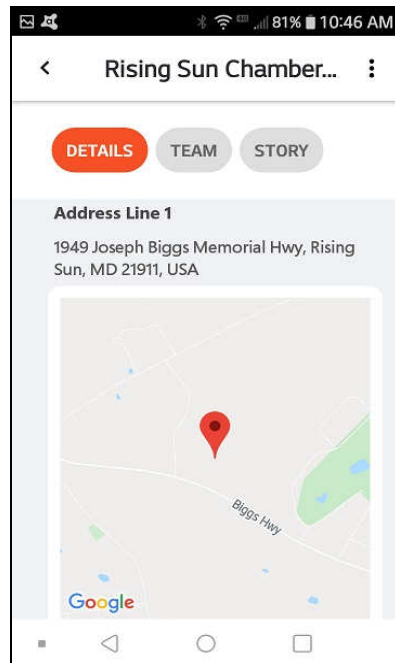 81% 10:46 AM
Rising Sun Chamber...
DETAILS TEAM STORY
Address Line 1
1949 Joseph Biggs Memorial Hwy, Rising
Sun, MD 21911, USA
Biggs Hwy
Google